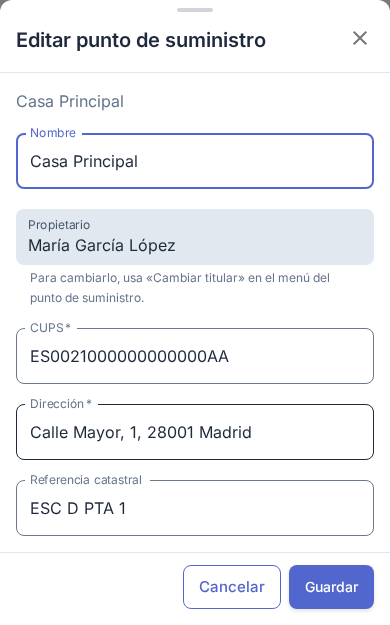 Editar punto de suministro
Casa Principal
Nombre
Casa Principal
Propietario
María García López
Para cambiarlo, usa «Cambiar titular» en el menú del
punto de suministro.
CUPS*
ES0021000000000000AA
Dirección*
Calle Mayor, 1, 28001 Madrid
Referencia catastral
ESC D PTA 1
Cancelar
Guardar